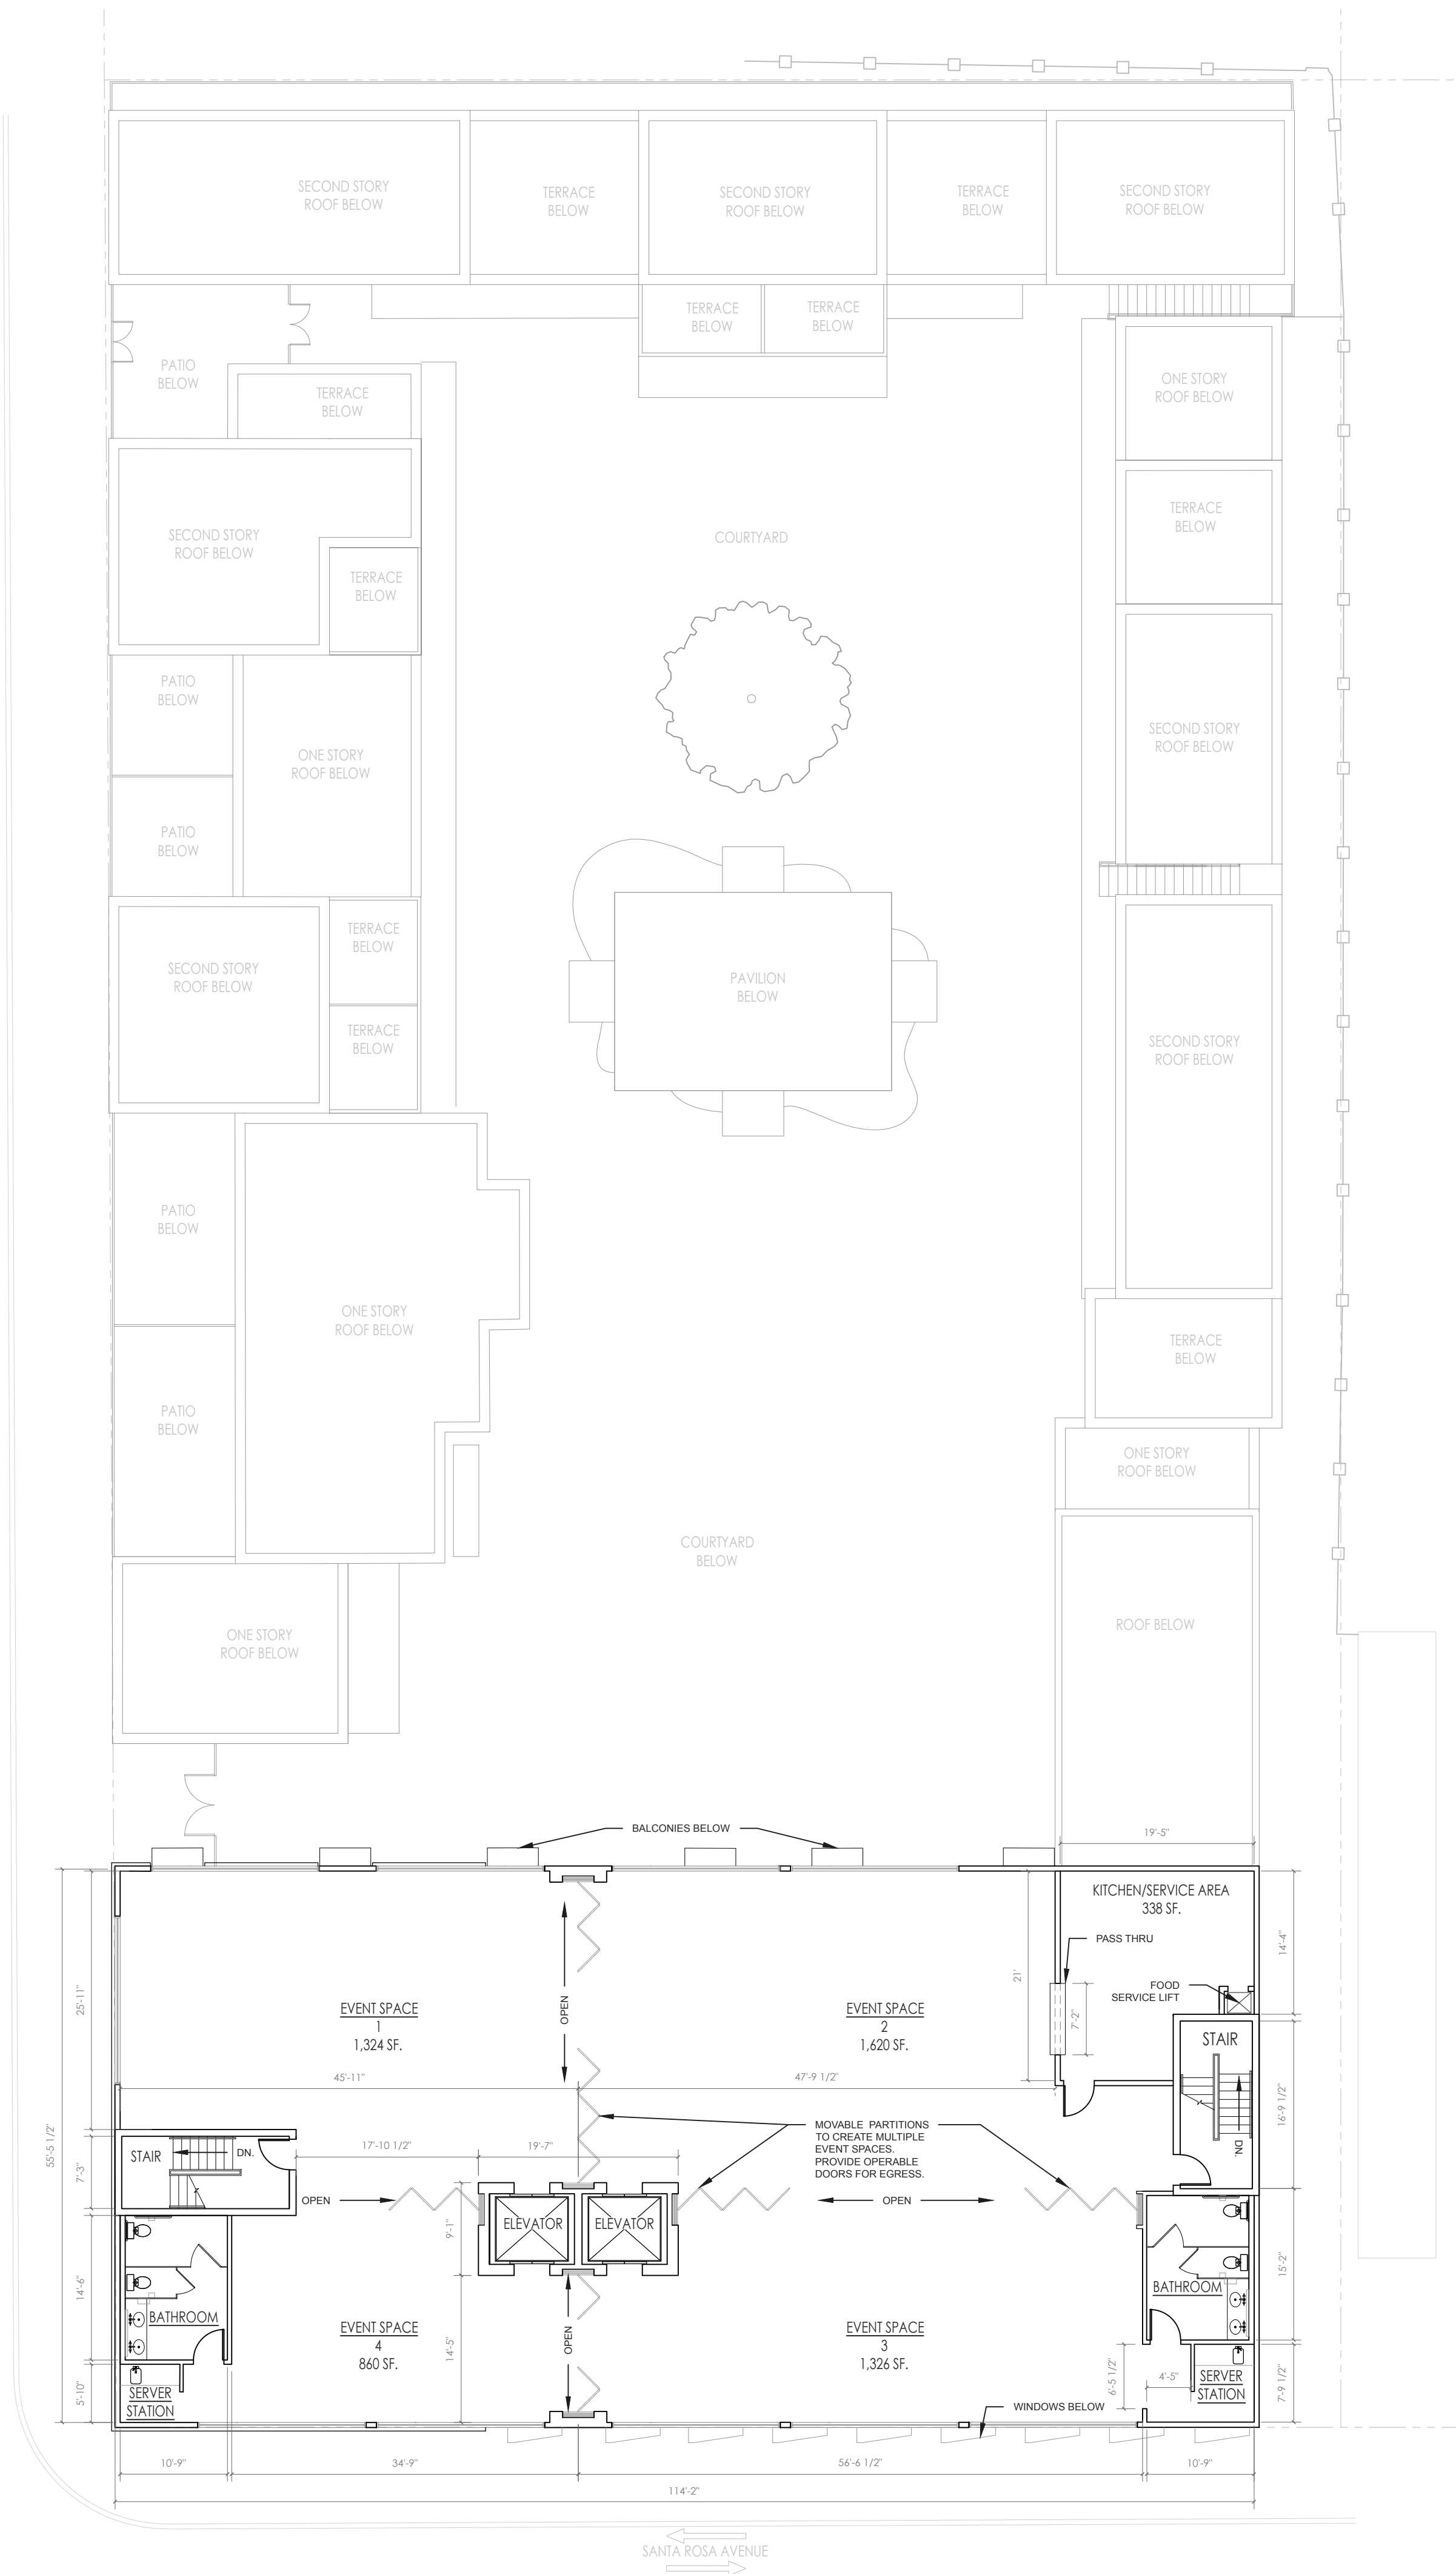 SECOND STORY
ROOF BELOW
TERRACE
BELOW
SECOND STORY
ROOF BELOW
TERRACE
BELOW
SECOND STORY
ROOF BELOW
TERRACE
BELOW
TERRACE
BELOW
PATIO
BELOW
TERRACE
BELOW
ONE STORY
ROOF BELOW
SECOND STORY
ROOF BELOW
TERRACE
BELOW
COURTYARD
TERRACE
BELOW
PATIO
BELOW
ONE STORY
ROOF BELOW
SECOND STORY
ROOF BELOW
PATIO
BELOW
SECOND STORY
ROOF BELOW
TERRACE
BELOW
TERRACE
BELOW
PAVILION
BELOW
SECOND STORY
ROOF BELOW
PATIO
BELOW
ONE STORY
ROOF BELOW
TERRACE
BELOW
PATIO
BELOW
ONE STORY
ROOF BELOW
COURTYARD
BELOW
ONE STORY
ROOF BELOW
ROOF BELOW
BALCONIES BELOW
19'-5"
KITCHEN/SERVICE AREA
338 SF.
PASS THRU
14'-4"
FOOD
SERVICE LIFT
21'
7'-2"
25'-11"
EVENT SPACE
1
1,324 SF.
OPEN
EVENT SPACE
2
1,620 SF.
STAIR
45'-11"
47'-9 1/2"
16'-9 1/2"
MOVABLE PARTITIONS
TO CREATE MULTIPLE
EVENT SPACES.
PROVIDE OPERABLE
DOORS FOR EGRESS.
55'-5 1/2"
STAIR
DN.
17'-10 1/2"
19'-7"
DN.
7'-3"
OPEN
OPEN
ELEVATOR
ELEVATOR
9'-1"
14'-6"
BATHROOM
15'-2"
BATHROOM
EVENT SPACE
4
860 SF.
14'-5"
OPEN
EVENT SPACE
3
1,326 SF.
5'-10"
SERVER
STATION
6'-5 1/2"
4'-5"
SERVER
STATION
7'-9 1/2"
WINDOWS BELOW
10'-9"
34'-9"
56'-6 1/2"
10'-9"
114'-2"
SANTA ROSA AVENUE